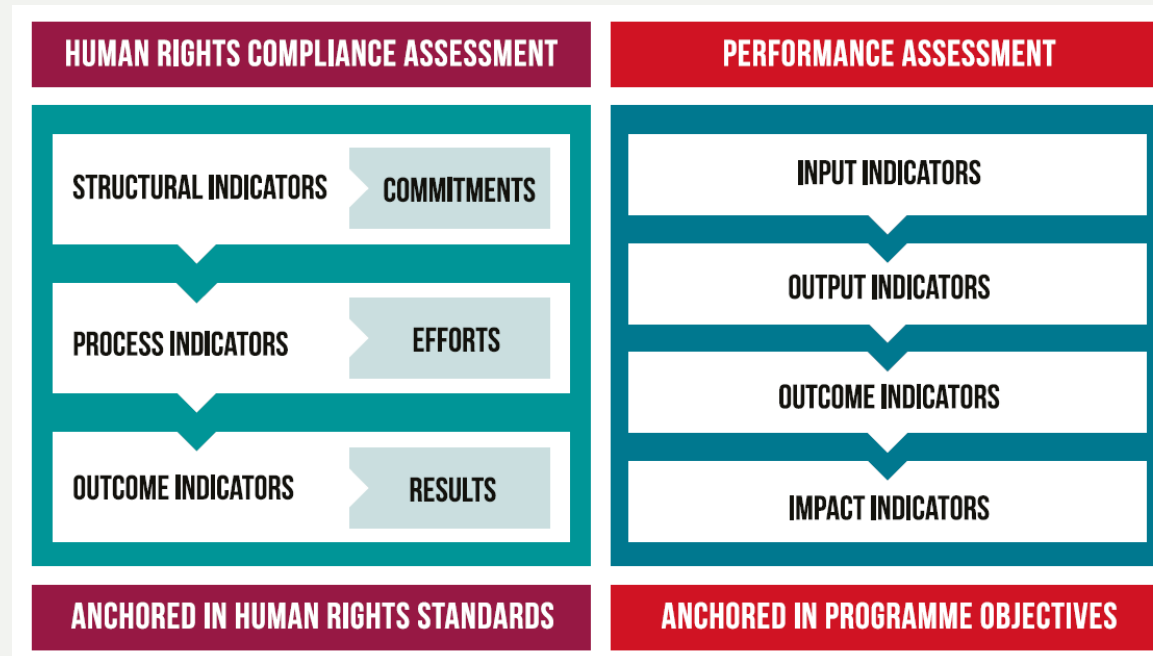 HUMAN RIGHTS COMPLIANCE ASSESSMENT
STRUCTURAL INDICATORS
COMMITMENTS
PROCESS INDICATORS
EFFORTS
OUTCOME INDICATORS
RESULTS
ANCHORED IN HUMAN RIGHTS STANDARDS
PERFORMANCE ASSESSMENT
INPUT INDICATORS
OUTPUT INDICATORS
OUTCOME INDICATORS
IMPACT INDICATORS
ANCHORED IN PROGRAMME OBJECTIVES